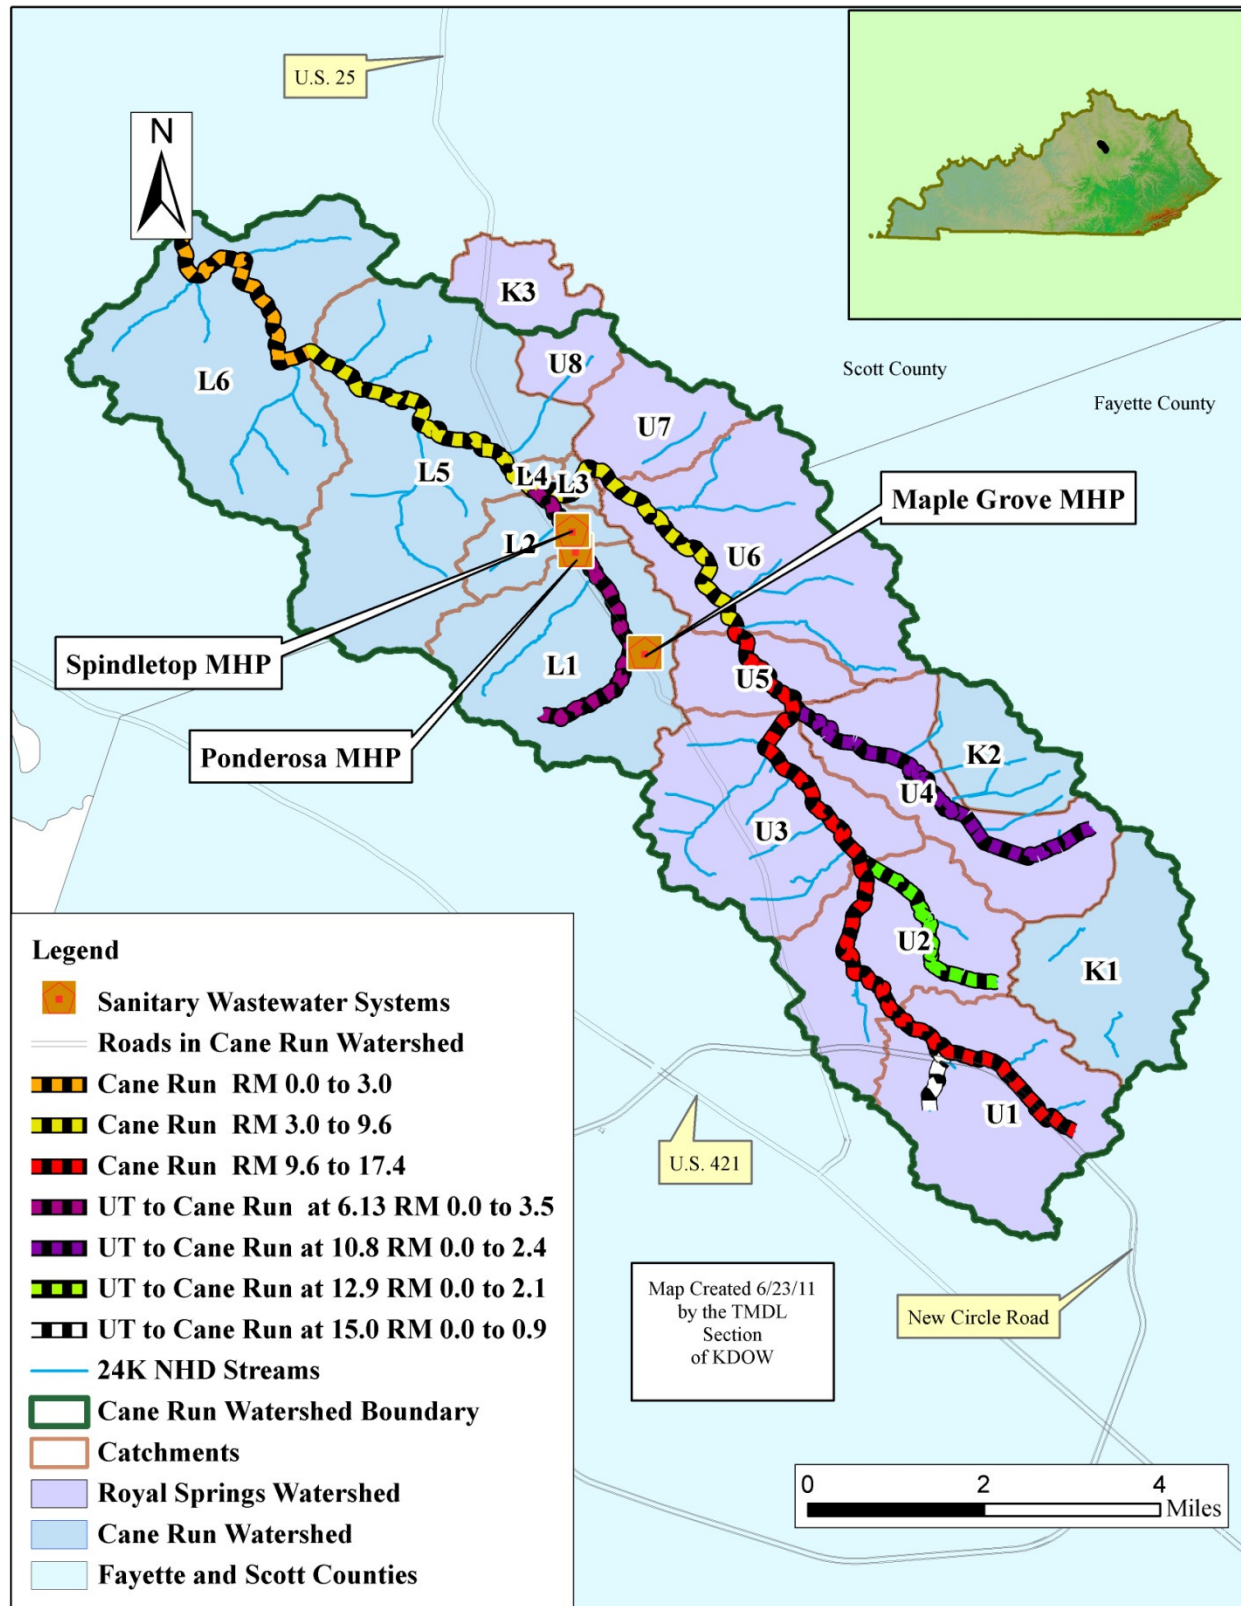 U.S. 25
N
K3
U8
L6
U7
Scott County
Fayette County
L5
L4
L3
Maple Grove MHP
L2
U6
Spindletop MHP
L1
U5
Ponderosa MHP
K2
U4
U3
U2
K1
U1
U.S. 421
New Circle Road
Map Created 6/23/11
by the TMDL
Section
of KDOW
Legend
Sanitary Wastewater Systems
Roads in Cane Run Watershed
Cane Run RM 0.0 to 3.0
Cane Run RM 3.0 to 9.6
Cane Run RM 9.6 to 17.4
UT to Cane Run at 6.13 RM 0.0 to 3.5
UT to Cane Run at 10.8 RM 0.0 to 2.4
UT to Cane Run at 12.9 RM 0.0 to 2.1
UT to Cane Run at 15.0 RM 0.0 to 0.9
24K NHD Streams
Cane Run Watershed Boundary
Catchments
Royal Springs Watershed
Cane Run Watershed
Fayette and Scott Counties
0 2 4
Miles